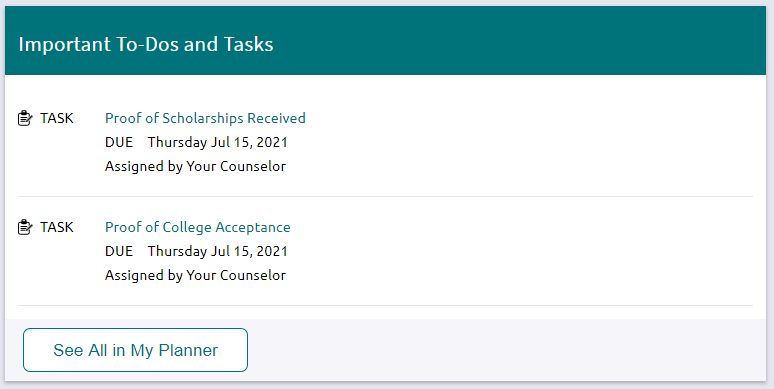 Important To-Dos and Tasks
TASK Proof of Scholarships Received
DUE Thursday Jul 15, 2021
Assigned by Your Counselor
TASK Proof of College Acceptance
DUE Thursday Jul 15, 2021
Assigned by Your Counselor
See All in My Planner